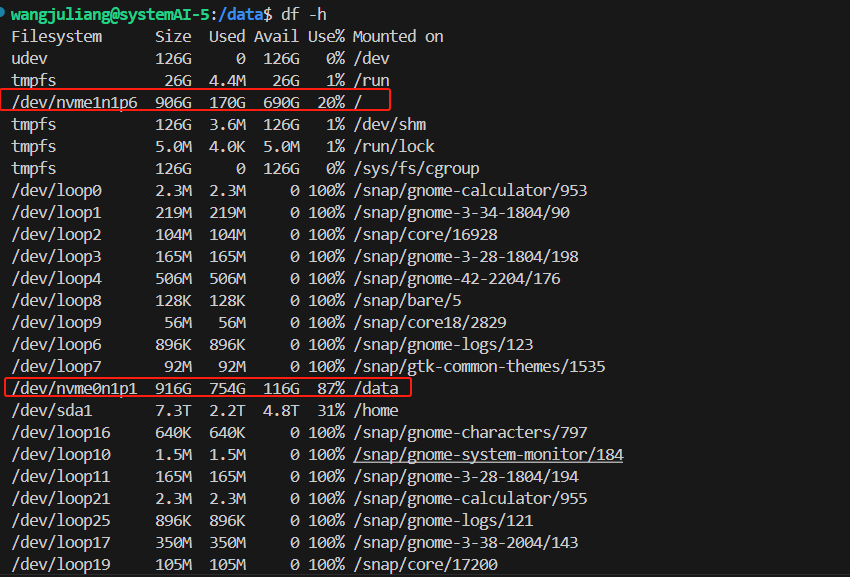 wangjuliang@systemAI-5:/data$ df -h
Filesystem Size Used Avail Use% Mounted on
udev 126G 0 126G 0% /dev
tmpfs 26G 4.4M 26G 1% /run
/dev/nvme1n1p6 906G 170G 690G 20% /
tmpfs 126G 3.6M 126G 1% /dev/shm
tmpfs 5.0M 4.0K 5.0M 1% /run/lock
tmpfs 126G 0 126G 0% /sys/fs/cgroup
/dev/loop0 2.3M 2.3M 0 100% /snap/gnome-calculator/953
/dev/loop1 219M 219M 0 100% /snap/gnome-3-34-1804/90
/dev/loop2 104M 104M 0 100% /snap/core/16928
/dev/loop3 165M 165M 0 100% /snap/gnome-3-28-1804/198
/dev/loop4 506M 506M 0 100% /snap/gnome-42-2204/176
/dev/loop8 128K 128K 0 100% /snap/bare/5
/dev/loop9 56M 56M 0 100% /snap/core18/2829
/dev/loop6 896K 896K 0 100% /snap/gnome-logs/123
/dev/loop7 92M 92M 0 100% /snap/gtk-common-themes/1535
/dev/nvme0n1p1 916G 754G 116G 87% /data
/dev/sda1 7.3T 2.2T 4.8T 31% /home
/dev/loop16 640K 640K 0 100% /snap/gnome-characters/797
/dev/loop10 1.5M 1.5M 0 100% /snap/gnome-system-monitor/184
/dev/loop11 165M 165M 0 100% /snap/gnome-3-28-1804/194
/dev/loop21 2.3M 2.3M 0 100% /snap/gnome-calculator/955
/dev/loop25 896K 896K 0 100% /snap/gnome-logs/121
/dev/loop17 350M 350M 0 100% /snap/gnome-3-38-2004/143
/dev/loop19 105M 105M 0 100% /snap/core/17200